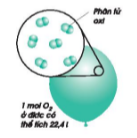 Phân tử
oxi
1 mol O₂
ở đktc có
thể tích 22,4 l